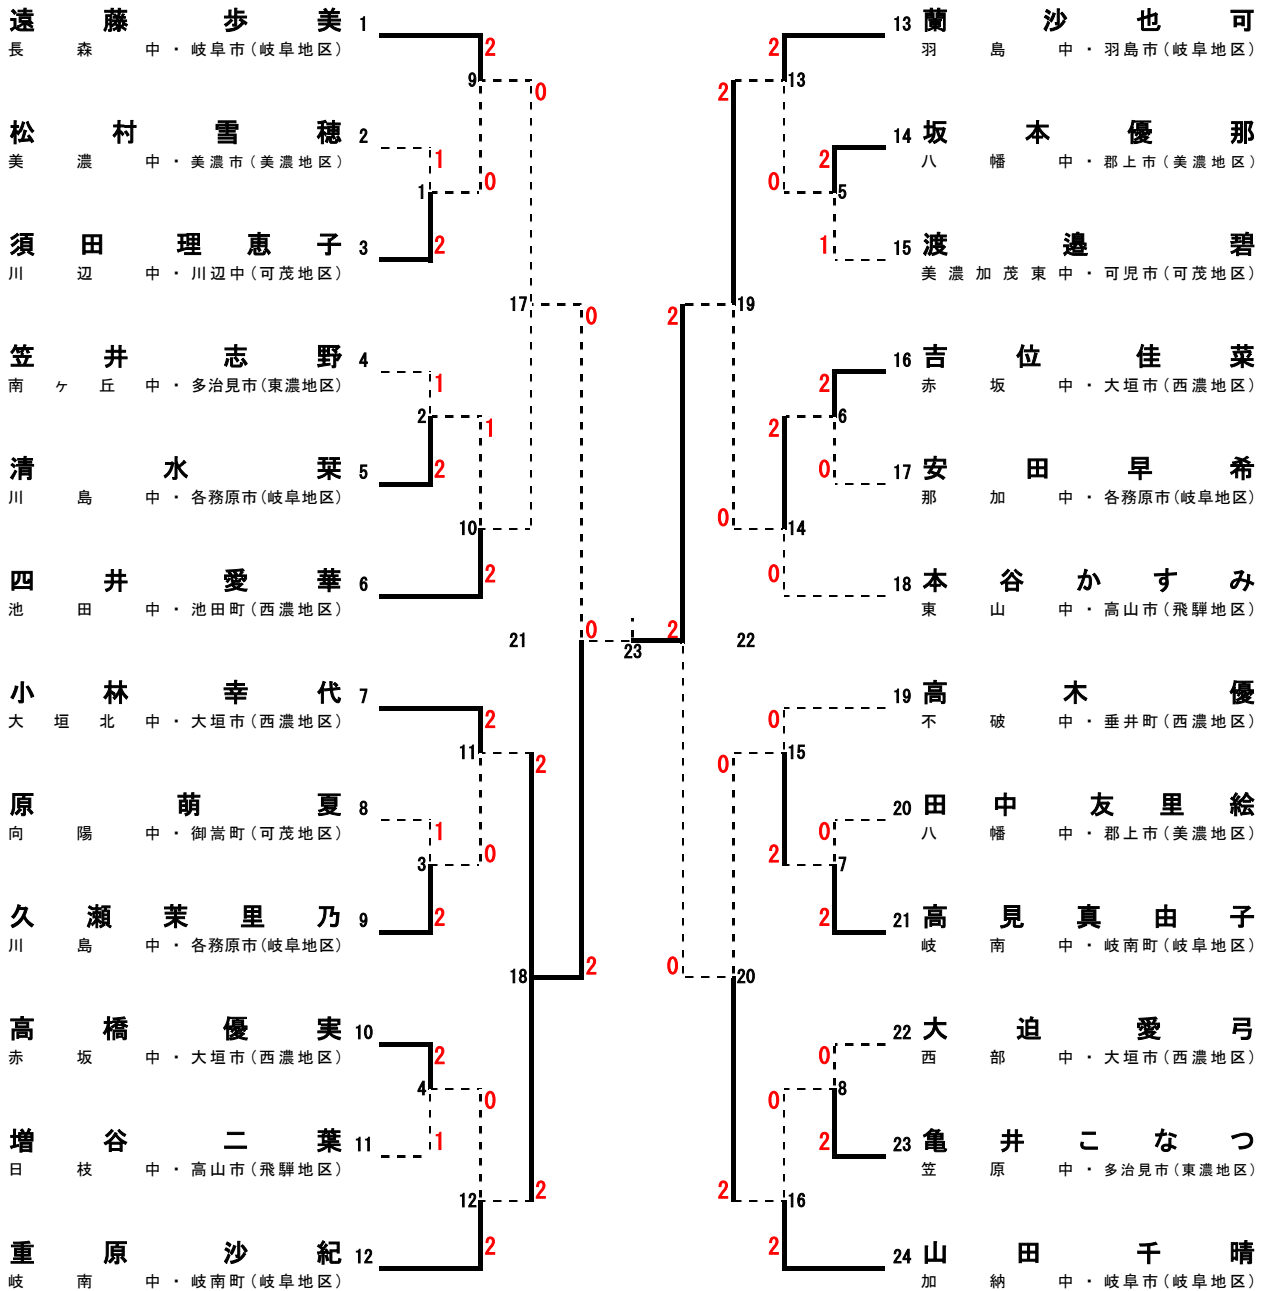 遠藤歩美 1
長森中・岐阜市(岐阜地区)
松村雪穂 2
美濃中・美濃市(美濃地区)
須田理恵子 3
川辺中・川辺中(可茂地区)
笠井志野 4
南ヶ丘中・多治見市(東濃地区)
清水栞 5
川島中・各務原市(岐阜地区)
四井愛華 6
池田中・池田町(西濃地区)
小林幸代 7
大垣北中・大垣市(西濃地区)
原萌夏 8
向陽中・御嵩町(可茂地区)
久瀬茉里乃 9
川島中・各務原市(岐阜地区)
高橋優実 10
赤坂中・大垣市(西濃地区)
増谷二葉 11
日枝中・高山市(飛騨地区)
重原沙紀 12
岐南中・岐南町(岐阜地区)
2
9
0
1
1
0
2
17
0
1
2
1
2
10
2
21
0
2
11
2
1
0
3
2
18
2
2
4
0
1
12
2
2
23
2
13
2
2
0
5
1
2
19
2
2
6
0
0
14
0
2
22
0
0
15
0
2
7
2
0
20
0
0
8
2
2
16
2
13 蘭沙也可
羽島中・羽島市(岐阜地区)
14 坂本優那
八幡中・郡上市(美濃地区)
15 渡邉碧
美濃加茂東中・可児市(可茂地区)
16 吉位佳菜
赤坂中・大垣市(西濃地区)
17 安田早希
那加中・各務原市(岐阜地区)
18 本谷かすみ
東山中・高山市(飛騨地区)
19 高木優
不破中・垂井町(西濃地区)
20 田中友里絵
八幡中・郡上市(美濃地区)
21 高見真由子
岐南中・岐南町(岐阜地区)
22 大迫愛弓
西部中・大垣市(西濃地区)
23 亀井こなつ
笠原中・多治見市(東濃地区)
24 山田千晴
加納中・岐阜市(岐阜地区)